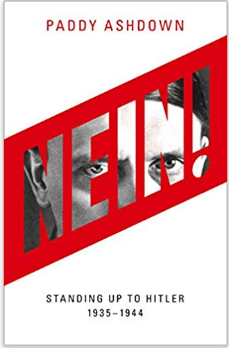 PADDY ASHDOWN
NEIN!
STANDING UP TO HITLER
1935–1944